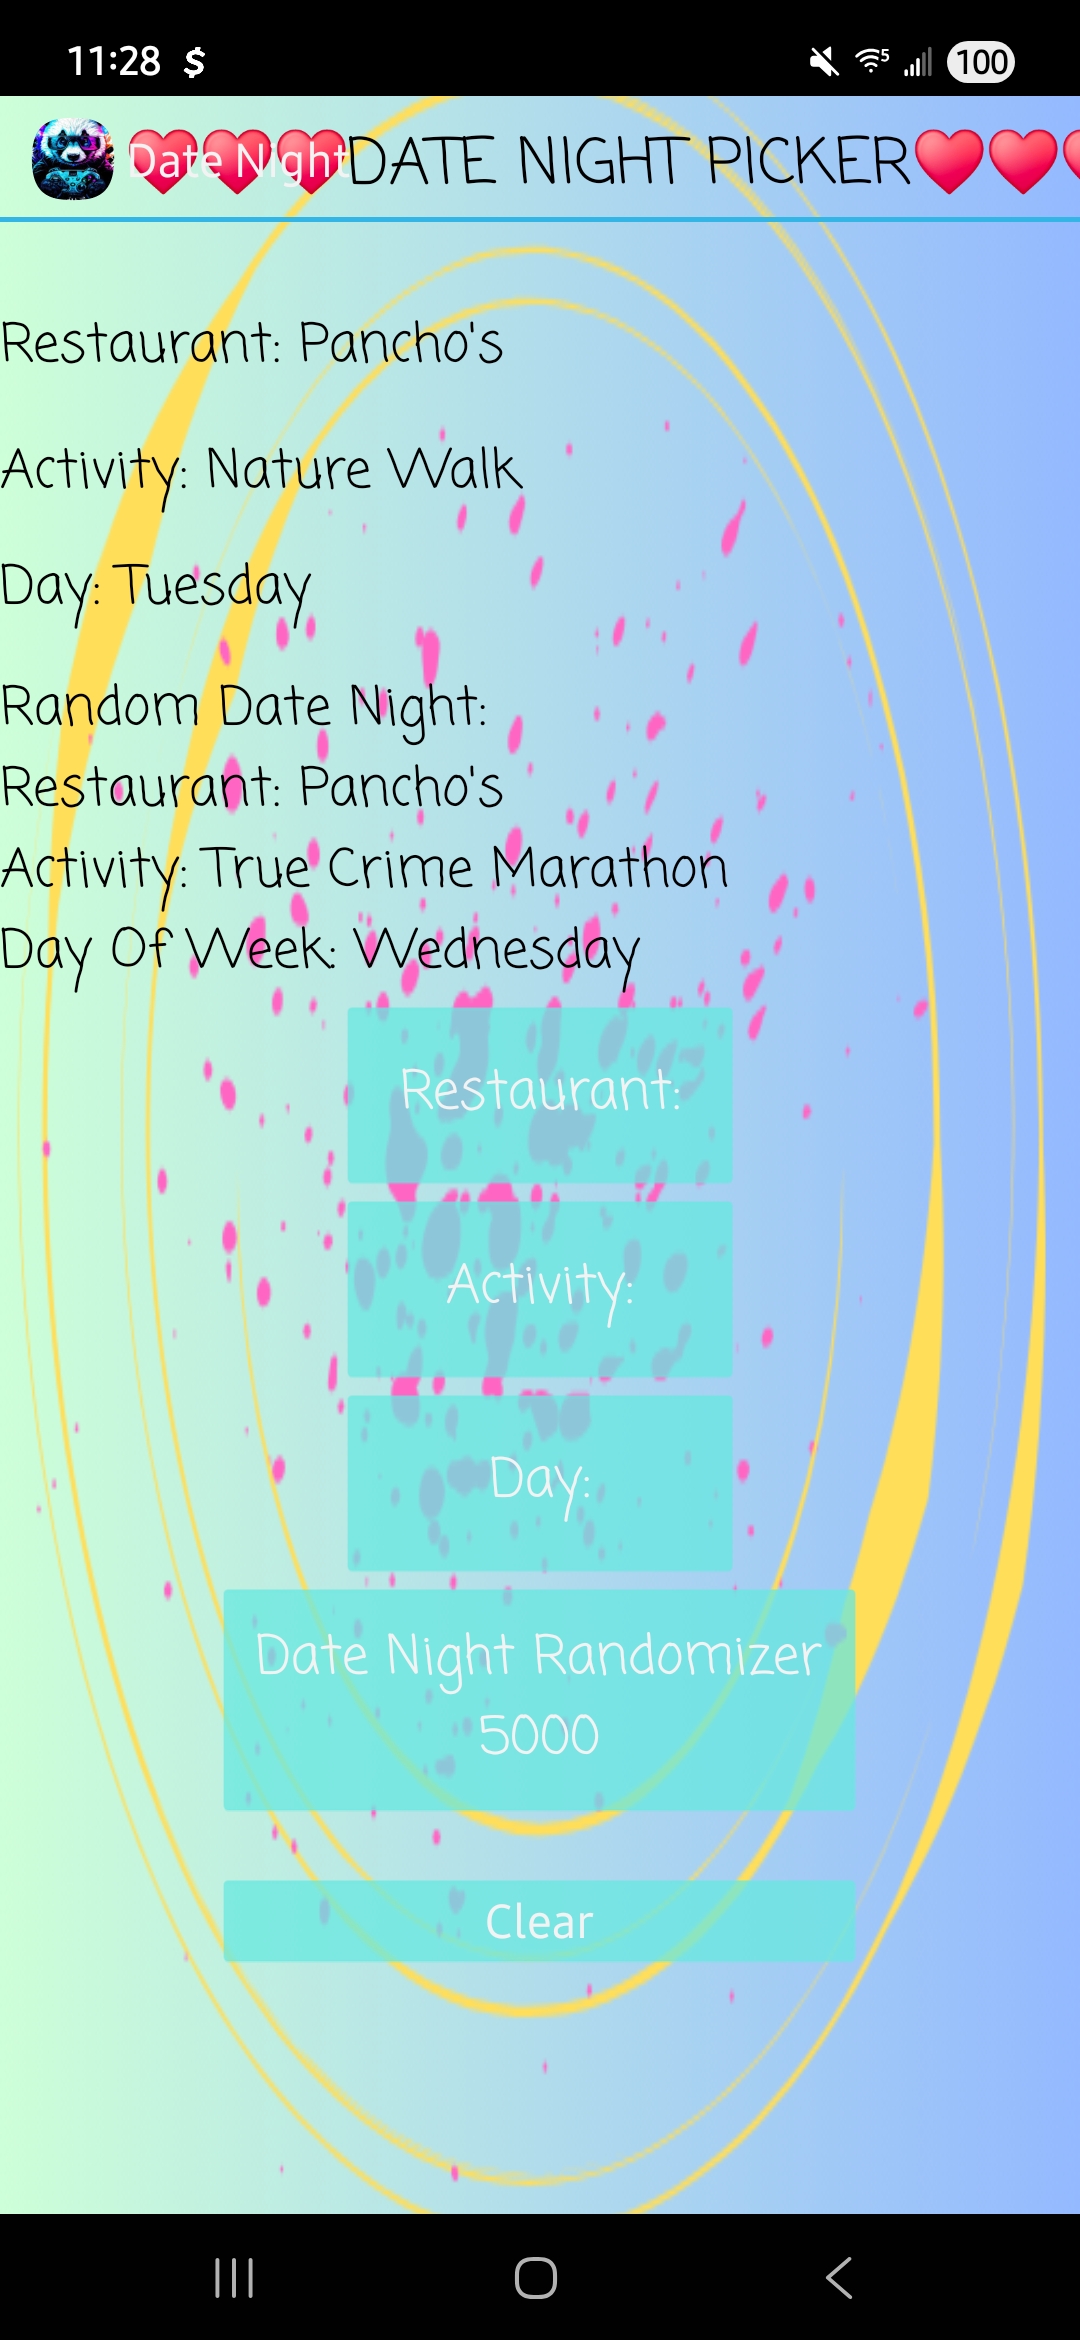 11:28 $ 5 100
Date Night ❤️❤️❤️DATE NIGHT PICKER❤️❤️❤️
Restaurant: Pancho's
Activity: Nature Walk
Day: Tuesday
Random Date Night:
Restaurant: Pancho's
Activity: True Crime Marathon
Day Of Week: Wednesday
Restaurant:
Activity:
Day:
Date Night Randomizer
5000
Clear